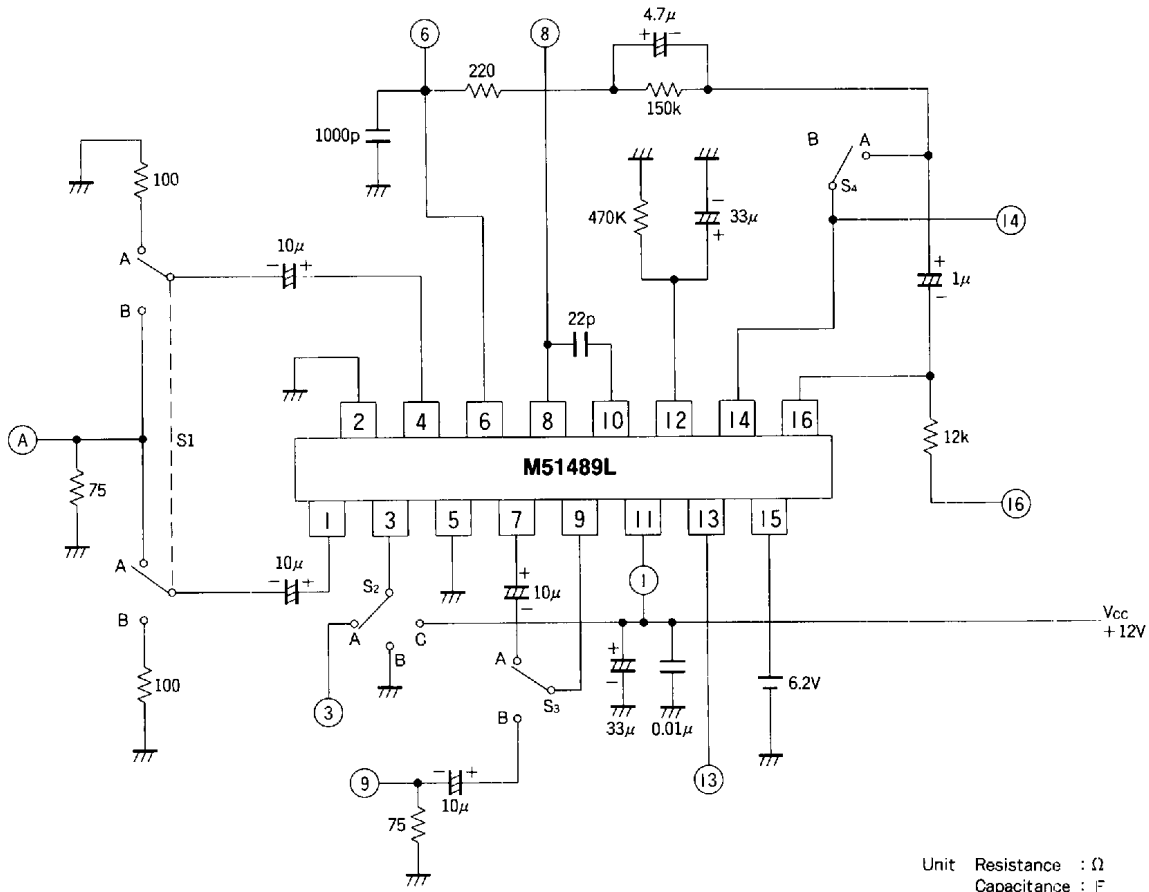 4.7μ
+ -
6
8
220
150k
1000p
B A
S4
100
470K
- 33μ +
14
10μ
- +
A
+ 1μ -
B
22p
2 4 6 8 10 12 14 16
A
S1
12k
M51489L
75
16
1 3 5 7 9 11 13 15
A
10μ
- +
+ 10μ -
1
S2
B
A
C
Vcc
+12V
B
A
+ -
6.2V
100
S3
3
B
33μ
0.01μ
9
- +
10μ
13
75
Unit Resistance : Ω
Capacitance : F